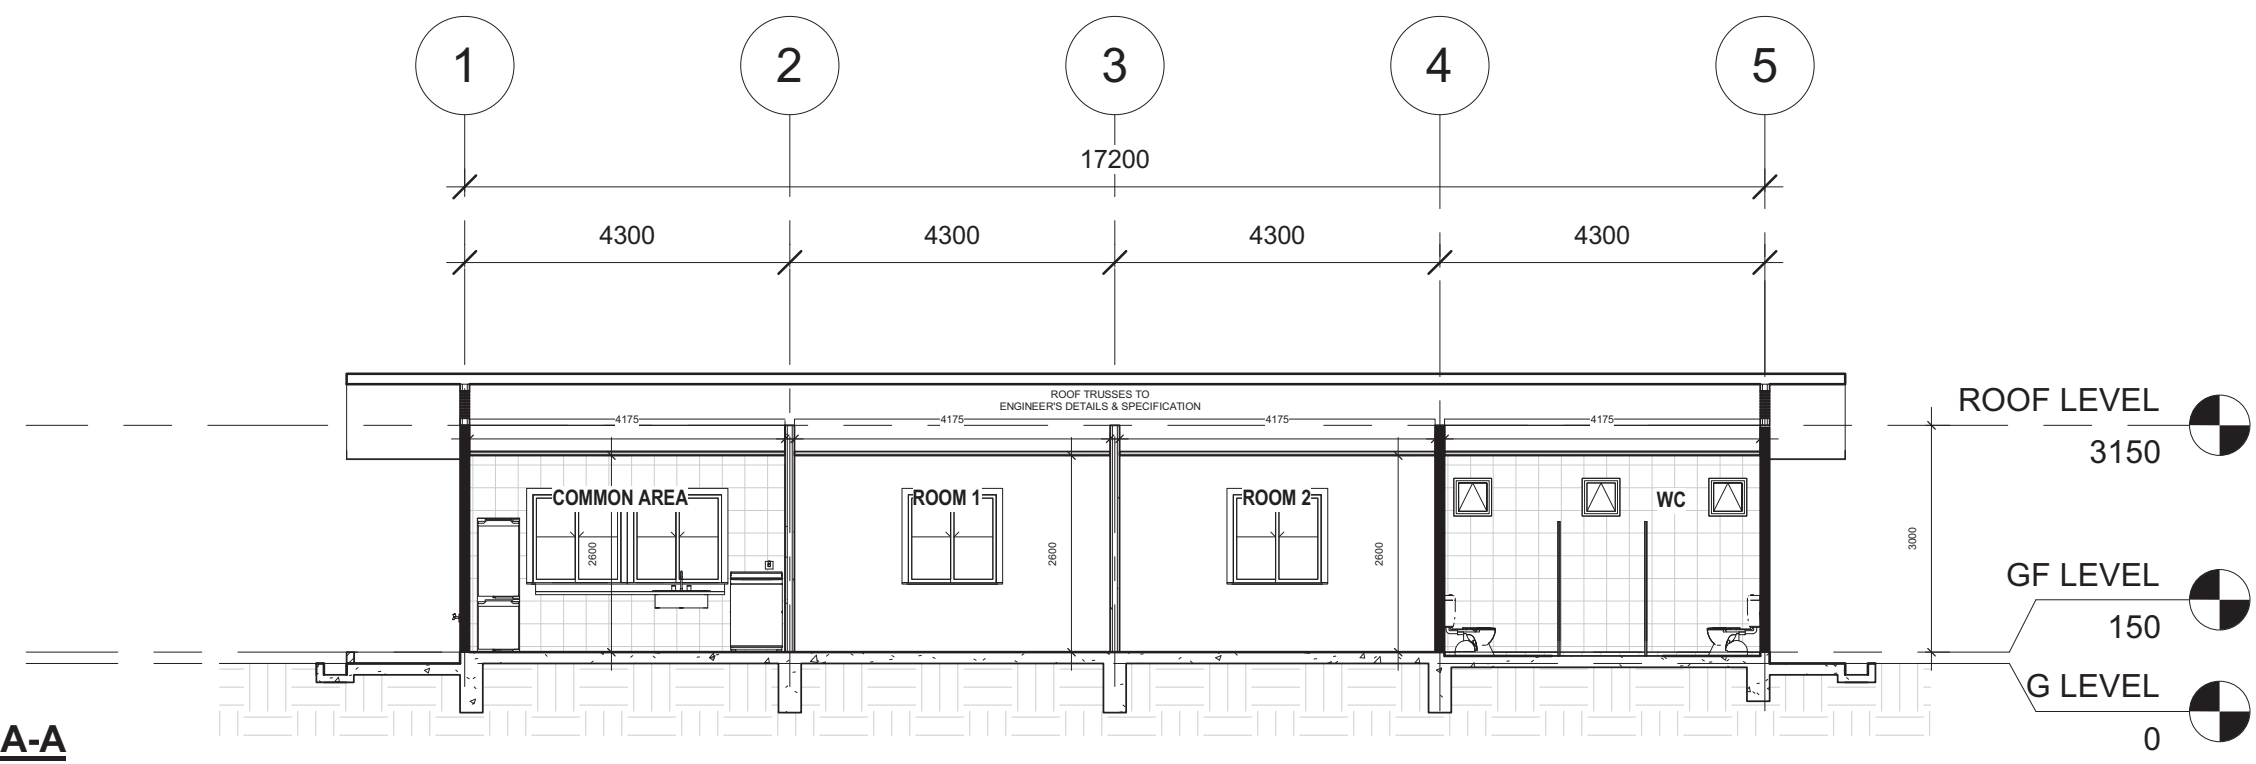 1 2 3 4 5
17200
4300 4300 4300 4300
ROOF TRUSSES TO
ENGINEER'S DETAILS & SPECIFICATION
4175 4175 4175 4175
ROOF LEVEL
3150
COMMON AREA ROOM 1 ROOM 2 WC
2600 2600 2600 3000
GF LEVEL
150
G LEVEL
0
A-A